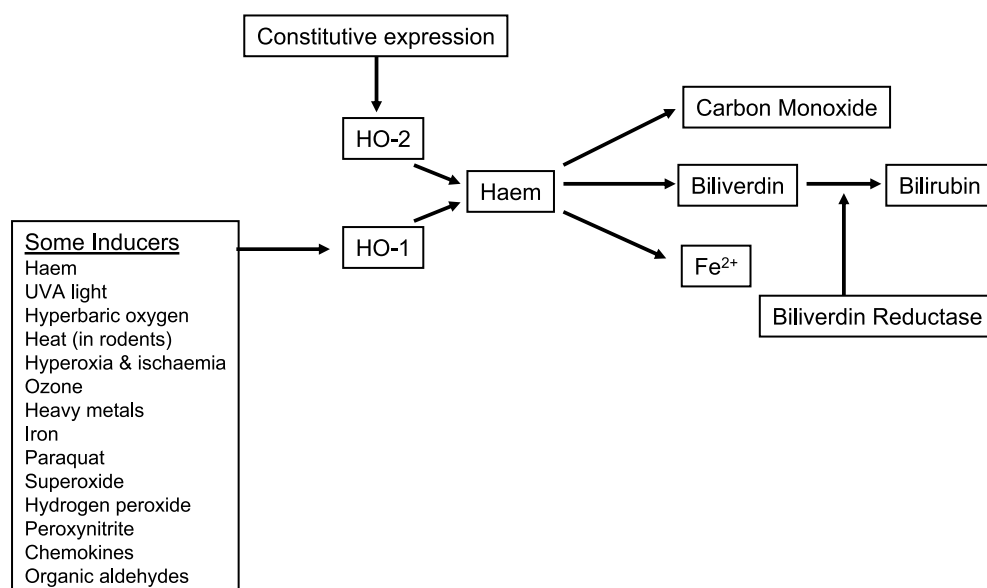 Constitutive expression
HO-2
Carbon Monoxide
Haem
Biliverdin
Bilirubin
HO-1
Fe²⁺
Biliverdin Reductase
Some Inducers
Haem
UVA light
Hyperbaric oxygen
Heat (in rodents)
Hyperoxia & ischaemia
Ozone
Heavy metals
Iron
Paraquat
Superoxide
Hydrogen peroxide
Peroxynitrite
Chemokines
Organic aldehydes